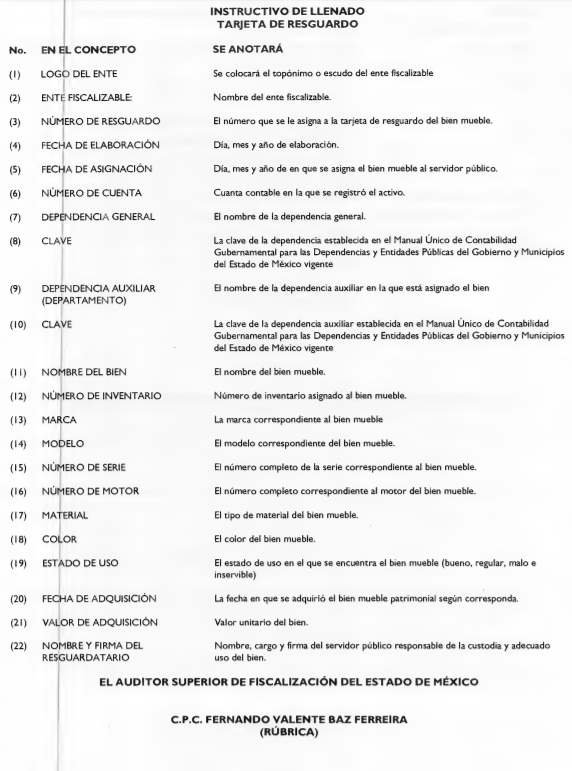 INSTRUCTIVO DE LLENADO
TARJETA DE RESGUARDO
No. EN EL CONCEPTO SE ANOTARÁ
(1) LOGO DEL ENTE Se colocará el topónimo o escudo del ente fiscalizable
(2) ENTE FISCALIZABLE: Nombre del ente fiscalizable.
(3) NÚMERO DE RESGUARDO El número que se le asigna a la tarjeta de resguardo del bien mueble.
(4) FECHA DE ELABORACIÓN Día, mes y año de elaboración.
(5) FECHA DE ASIGNACIÓN Día, mes y año de en que se asigna el bien mueble al servidor público.
(6) NÚMERO DE CUENTA Cuanta contable en la que se registró el activo.
(7) DEPENDENCIA GENERAL El nombre de la dependencia general.
(8) CLAVE La clave de la dependencia establecida en el Manual Único de Contabilidad
Gubernamental para las Dependencias y Entidades Públicas del Gobierno y Municipios
del Estado de México vigente
(9) DEPENDENCIA AUXILIAR El nombre de la dependencia auxiliar en la que está asignado el bien
(DEPARTAMENTO)
(10) CLAVE La clave de la dependencia auxiliar establecida en el Manual Único de Contabilidad
Gubernamental para las Dependencias y Entidades Públicas del Gobierno y Municipios
del Estado de México vigente
(11) NOMBRE DEL BIEN El nombre del bien mueble.
(12) NÚMERO DE INVENTARIO Número de inventario asignado al bien mueble.
(13) MARCA La marca correspondiente al bien mueble
(14) MODELO El modelo correspondiente del bien mueble.
(15) NÚMERO DE SERIE El número completo de la serie correspondiente al bien mueble.
(16) NÚMERO DE MOTOR El número completo correspondiente al motor del bien mueble.
(17) MATERIAL El tipo de material del bien mueble.
(18) COLOR El color del bien mueble.
(19) ESTADO DE USO El estado de uso en el que se encuentra el bien mueble (bueno, regular, malo e
inservible)
(20) FECHA DE ADQUISICIÓN La fecha en que se adquirió el bien mueble patrimonial según corresponda.
(21) VALOR DE ADQUISICIÓN Valor unitario del bien.
(22) NOMBRE Y FIRMA DEL Nombre, cargo y firma del servidor público responsable de la custodia y adecuado
RESGUARDATARIO uso del bien.
EL AUDITOR SUPERIOR DE FISCALIZACIÓN DEL ESTADO DE MÉXICO
C.P.C. FERNANDO VALENTE BAZ FERREIRA
(RÚBRICA)